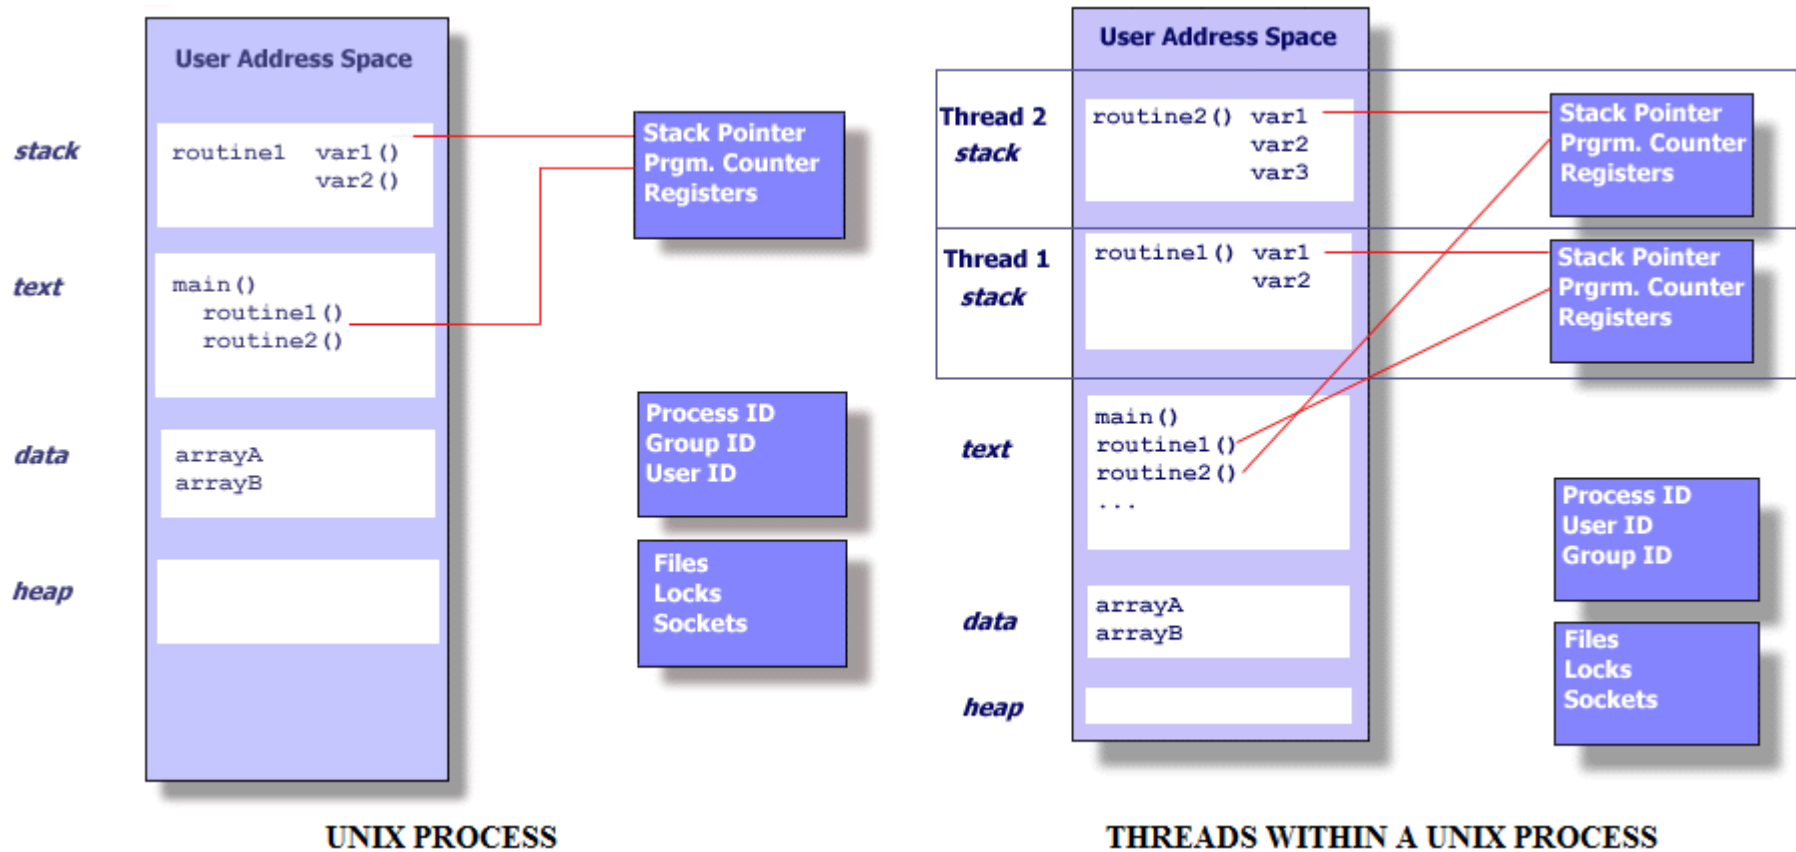 User Address Space
stack
routine1 var1()
var2()
Stack Pointer
Prgm. Counter
Registers
text
main()
routine1()
routine2()
data
arrayA
arrayB
Process ID
Group ID
User ID
heap
Files
Locks
Sockets
UNIX PROCESS
User Address Space
Thread 2
stack
routine2() var1
var2
var3
Stack Pointer
Prgrm. Counter
Registers
Thread 1
stack
routine1() var1
var2
Stack Pointer
Prgrm. Counter
Registers
text
main()
routine1()
routine2()
...
Process ID
User ID
Group ID
data
arrayA
arrayB
heap
Files
Locks
Sockets
THREADS WITHIN A UNIX PROCESS